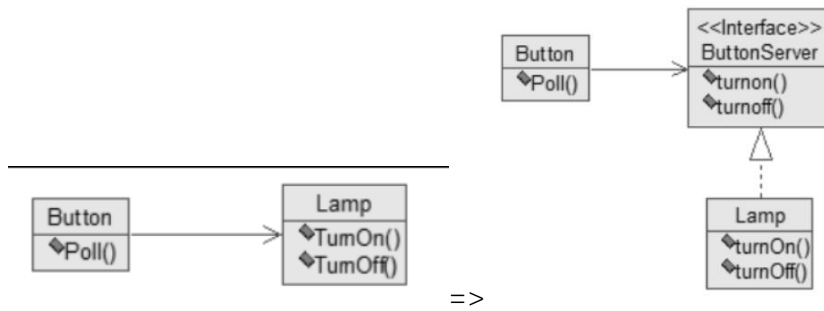 Button
Poll()
Lamp
TurnOn()
TurnOff()
=>
Button
Poll()
<<Interface>>
ButtonServer
turnon()
turnoff()
Lamp
turnOn()
turnOff()